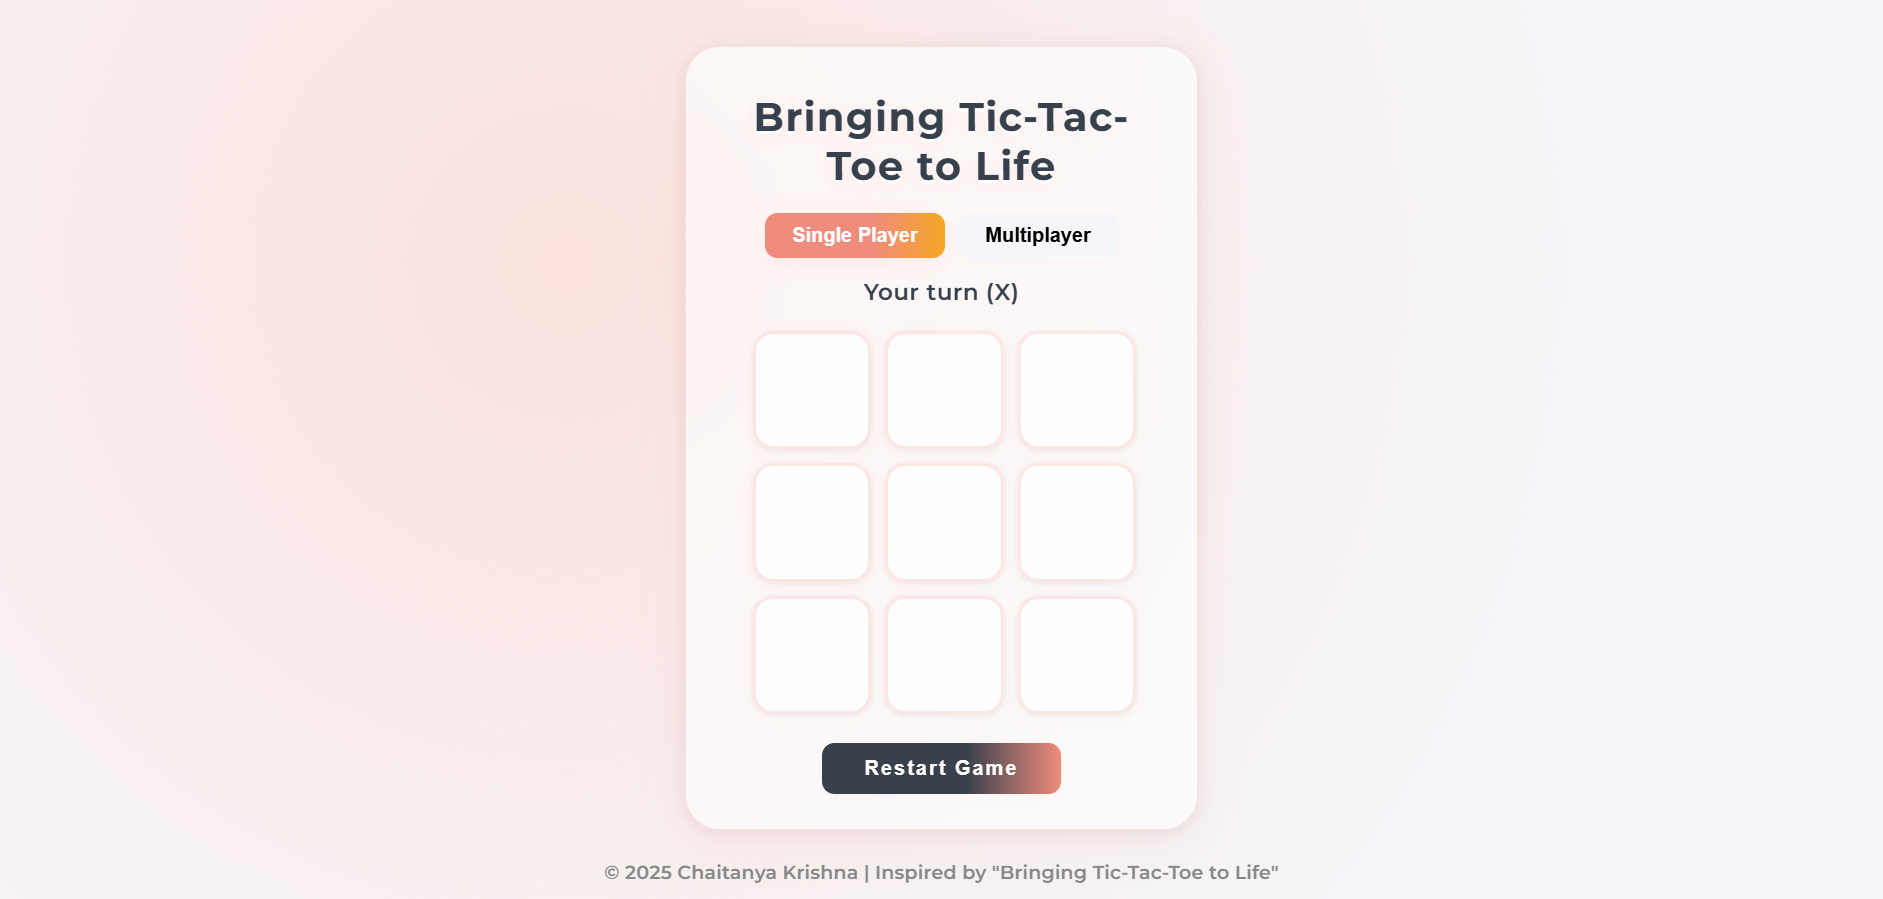 Bringing Tic-Tac-
Toe to Life
Single Player Multiplayer
Your turn (X)
Restart Game
© 2025 Chaitanya Krishna | Inspired by "Bringing Tic-Tac-Toe to Life"